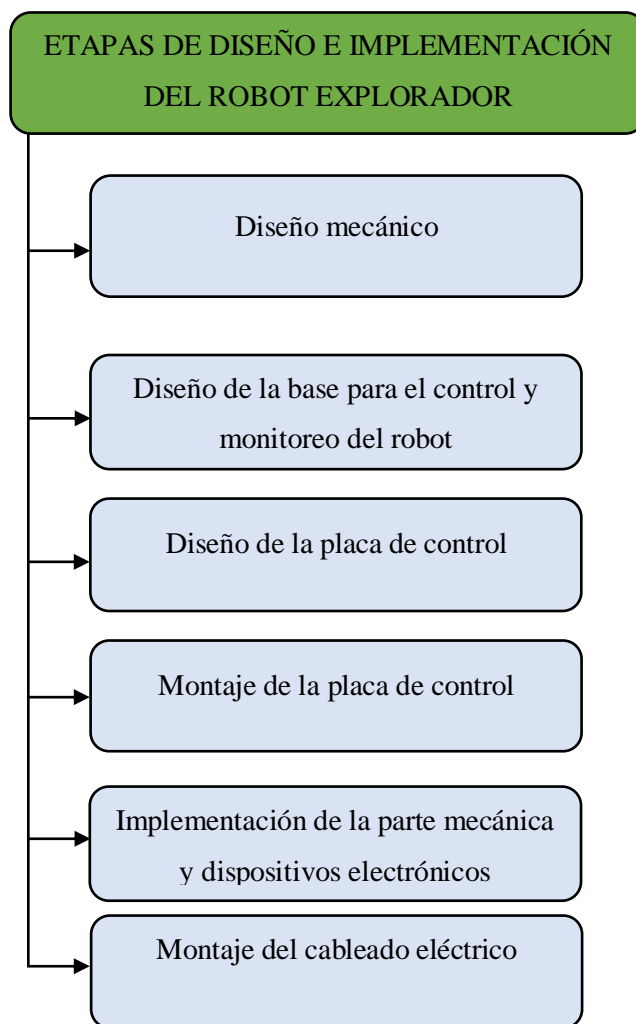 ETAPAS DE DISEÑO E IMPLEMENTACIÓN
DEL ROBOT EXPLORADOR
Diseño mecánico
Diseño de la base para el control y
monitoreo del robot
Diseño de la placa de control
Montaje de la placa de control
Implementación de la parte mecánica
y dispositivos electrónicos
Montaje del cableado eléctrico